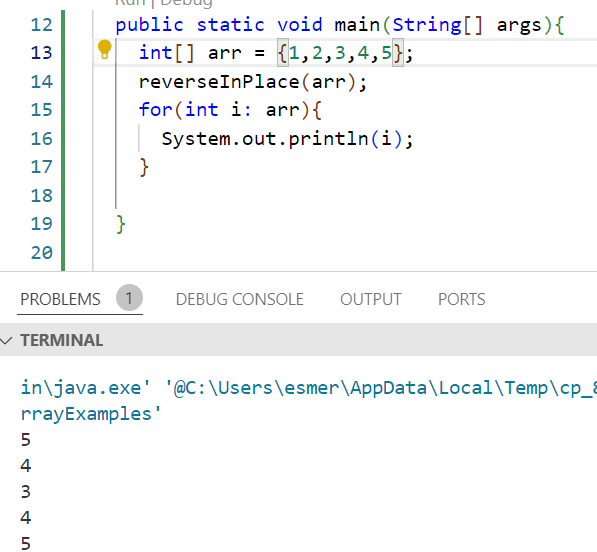 Run | Debug
12 public static void main(String[] args){
13 int[] arr = {1,2,3,4,5};
14 reverseInPlace(arr);
15 for(int i: arr){
16 System.out.println(i);
17 }
18
19 }
20
PROBLEMS 1 DEBUG CONSOLE OUTPUT PORTS
TERMINAL
in\java.exe' '@C:\Users\esmer\AppData\Local\Temp\cp_
rrayExamples'
5
4
3
4
5